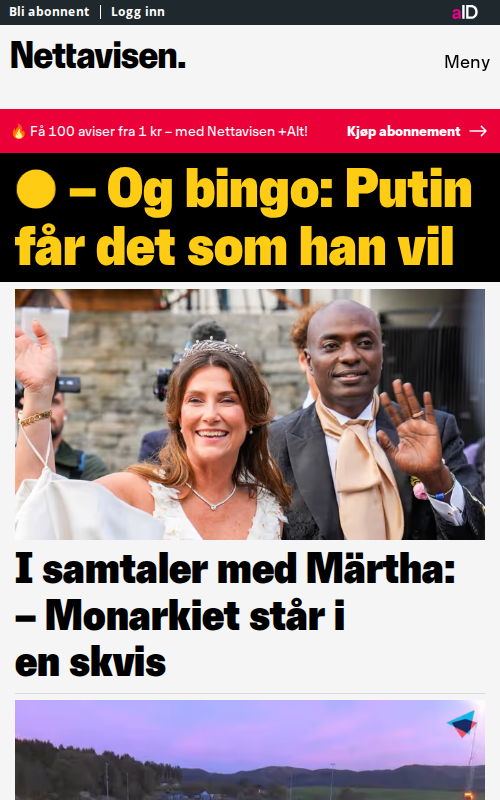 Bli abonnent | Logg inn
aID
Nettavisen.
Meny
🔥 Få 100 aviser fra 1 kr – med Nettavisen +Alt!
Kjøp abonnement →
– Og bingo: Putin
får det som han vil
I samtaler med Märtha:
– Monarkiet står i
en skvis